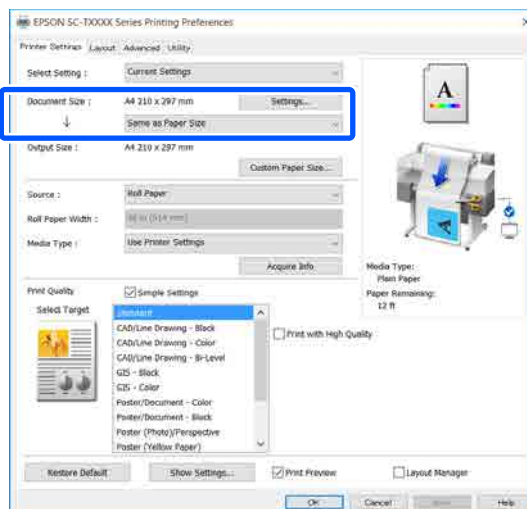 EPSON SC-TXXXX Series Printing Preferences
Printer Settings Layout Advanced Utility
Select Setting : Current Settings
Document Size : A4 210 x 297 mm Settings...
↓ Same as Paper Size
Output Size : A4 210 x 297 mm
Custom Paper Size...
Source : Roll Paper
Roll Paper Width :
Media Type : Use Printer Settings
Acquire Info
Media Type:
Plain Paper
Paper Remaining:
12 ft
Print Quality Simple Settings
Select Target
Standard
CAD/Line Drawing - Black
CAD/Line Drawing - Color
CAD/Line Drawing - Bi-Level
GIS - Black
GIS - Color
Poster/Document - Color
Poster/Document - Black
Poster (Photo)/Perspective
Poster (Yellow Paper)
Print with High Quality
Restore Default Show Settings... Print Preview Layout Manager
OK Cancel Help
A
A